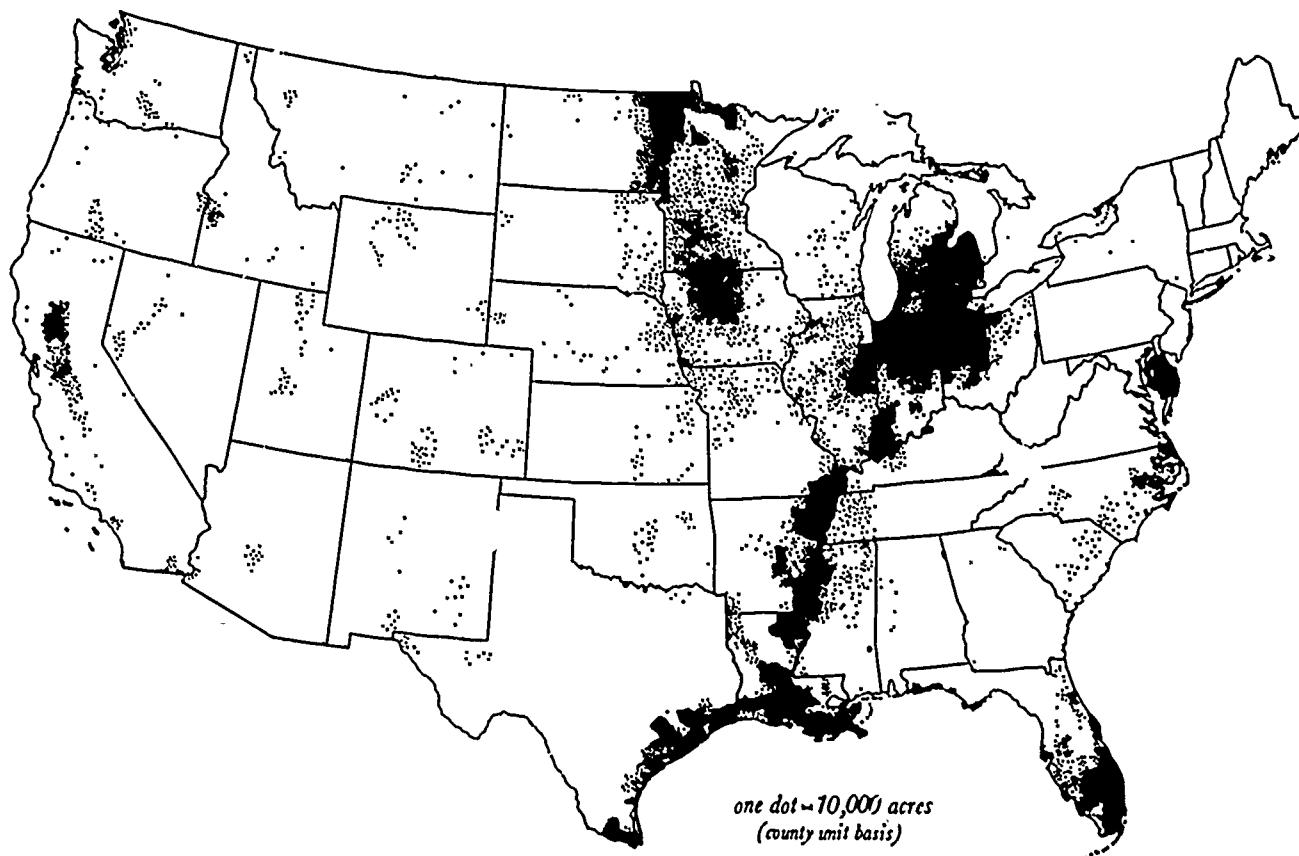 one dot = 10,000 acres
(county unit basis)